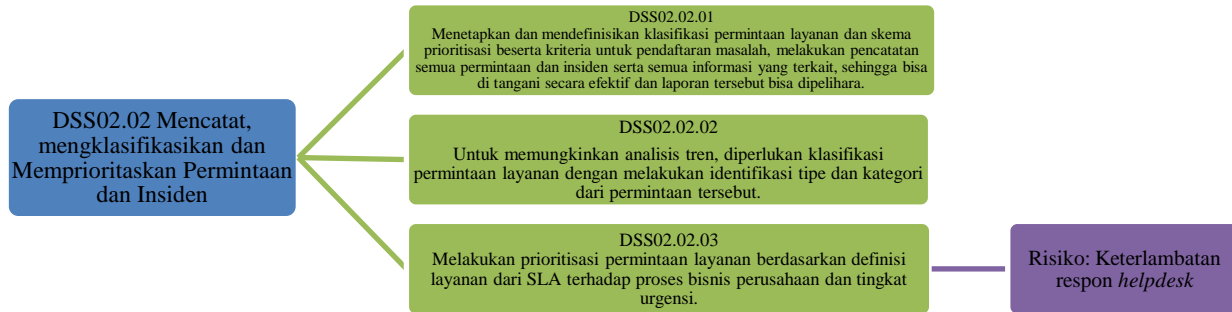 DSS02.02 Mencatat,
mengklasifikasikan dan
Memprioritaskan Permintaan
dan Insiden
DSS02.02.01
Menetapkan dan mendefinisikan klasifikasi permintaan layanan dan skema
prioritisasi beserta kriteria untuk pendaftaran masalah, melakukan pencatatan
semua permintaan dan insiden serta semua informasi yang terkait, sehingga bisa
di tangani secara efektif dan laporan tersebut bisa dipelihara.
DSS02.02.02
Untuk memungkinkan analisis tren, diperlukan klasifikasi
permintaan layanan dengan melakukan identifikasi tipe dan kategori
dari permintaan tersebut.
DSS02.02.03
Melakukan prioritisasi permintaan layanan berdasarkan definisi
layanan dari SLA terhadap proses bisnis perusahaan dan tingkat
urgensi.
Risiko: Keterlambatan
respon helpdesk